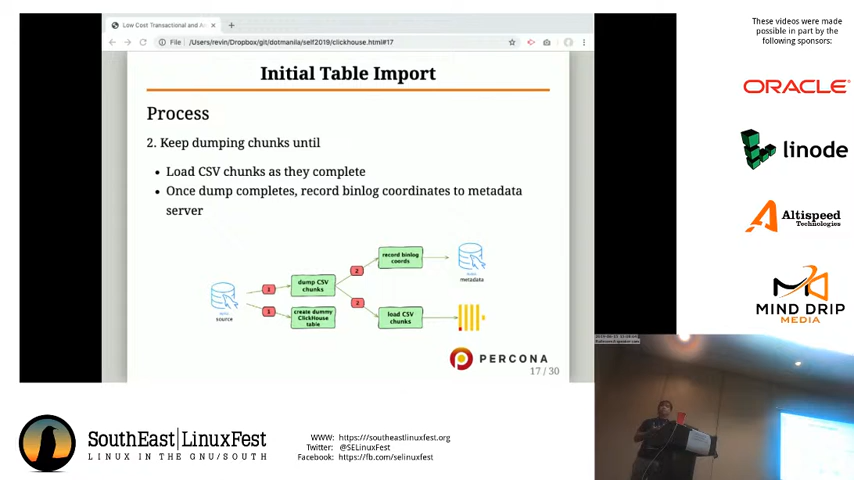 Low Cost Transactional and A
File
/Users/revin/Dropbox/git/dotmanila/self2019/clickhouse.html#17
Initial Table Import
Process
2. Keep dumping chunks until
• Load CSV chunks as they complete
• Once dump completes, record binlog coordinates to metadata
server
record binlog
coords
metadata
2
1
dump CSV
chunks
source
1
create dummy
ClickHouse
table
2
load CSV
chunks
PERCONA
17 / 30
These videos were made
possible in part by the
following sponsors:
ORACLE
linode
Altispeed
Technologies
MIND DRIP
MEDIA
SouthEast|LinuxFest
LINUX IN THE GNU/SOUTH
WWW: https://southeastlinuxfest.org
Twitter: @SELinuxFest
Facebook: https://fb.com/selinuxfest